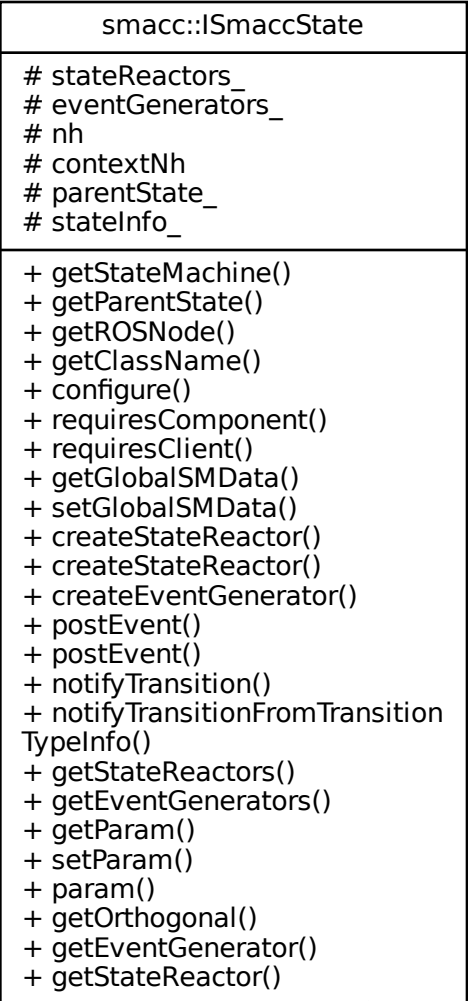 smacc::ISmaccState
# stateReactors_
# eventGenerators_
# nh
# contextNh
# parentState_
# stateInfo_
+ getStateMachine()
+ getParentState()
+ getROSNode()
+ getClassName()
+ configure()
+ requiresComponent()
+ requiresClient()
+ getGlobalSMData()
+ setGlobalSMData()
+ createStateReactor()
+ createStateReactor()
+ createEventGenerator()
+ postEvent()
+ postEvent()
+ notifyTransition()
+ notifyTransitionFromTransition
TypeInfo()
+ getStateReactors()
+ getEventGenerators()
+ getParam()
+ setParam()
+ param()
+ getOrthogonal()
+ getEventGenerator()
+ getStateReactor()